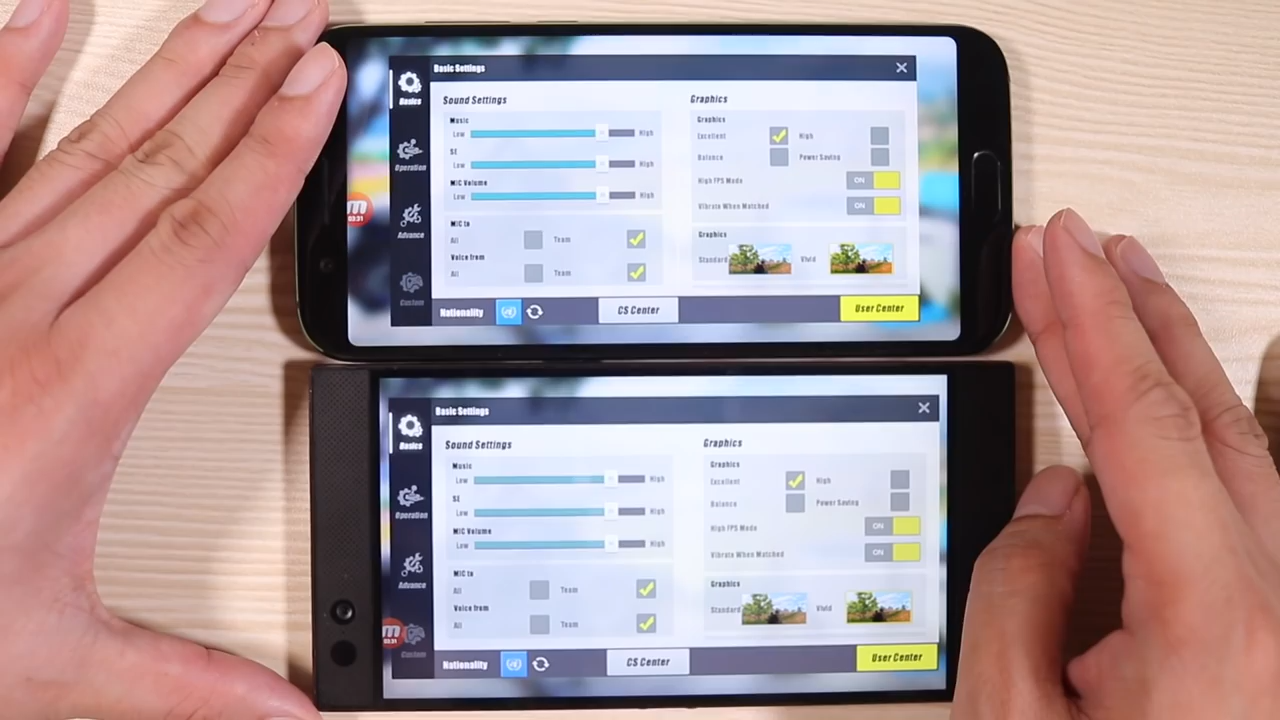 Basic Settings
Basics
Sound Settings
Music
Low High
SE
Low High
MIC Volume
Low High
MIC to
All Team
Voice from
All Team
Graphics
Graphics
Excellent High
Balance Power Saving
High FPS Mode ON
Vibrate When Matched ON
Graphics
Standard Vivid
Operation
Advance
Custom
m
03:31
Nationality CS Center User Center
Basic Settings
Basics
Sound Settings
Music
Low High
SE
Low High
MIC Volume
Low High
MIC to
All Team
Voice from
All Team
Graphics
Graphics
Excellent High
Balance Power Saving
High FPS Mode ON
Vibrate When Matched ON
Graphics
Standard Vivid
Operation
Advance
Custom
m
03:31
Nationality CS Center User Center